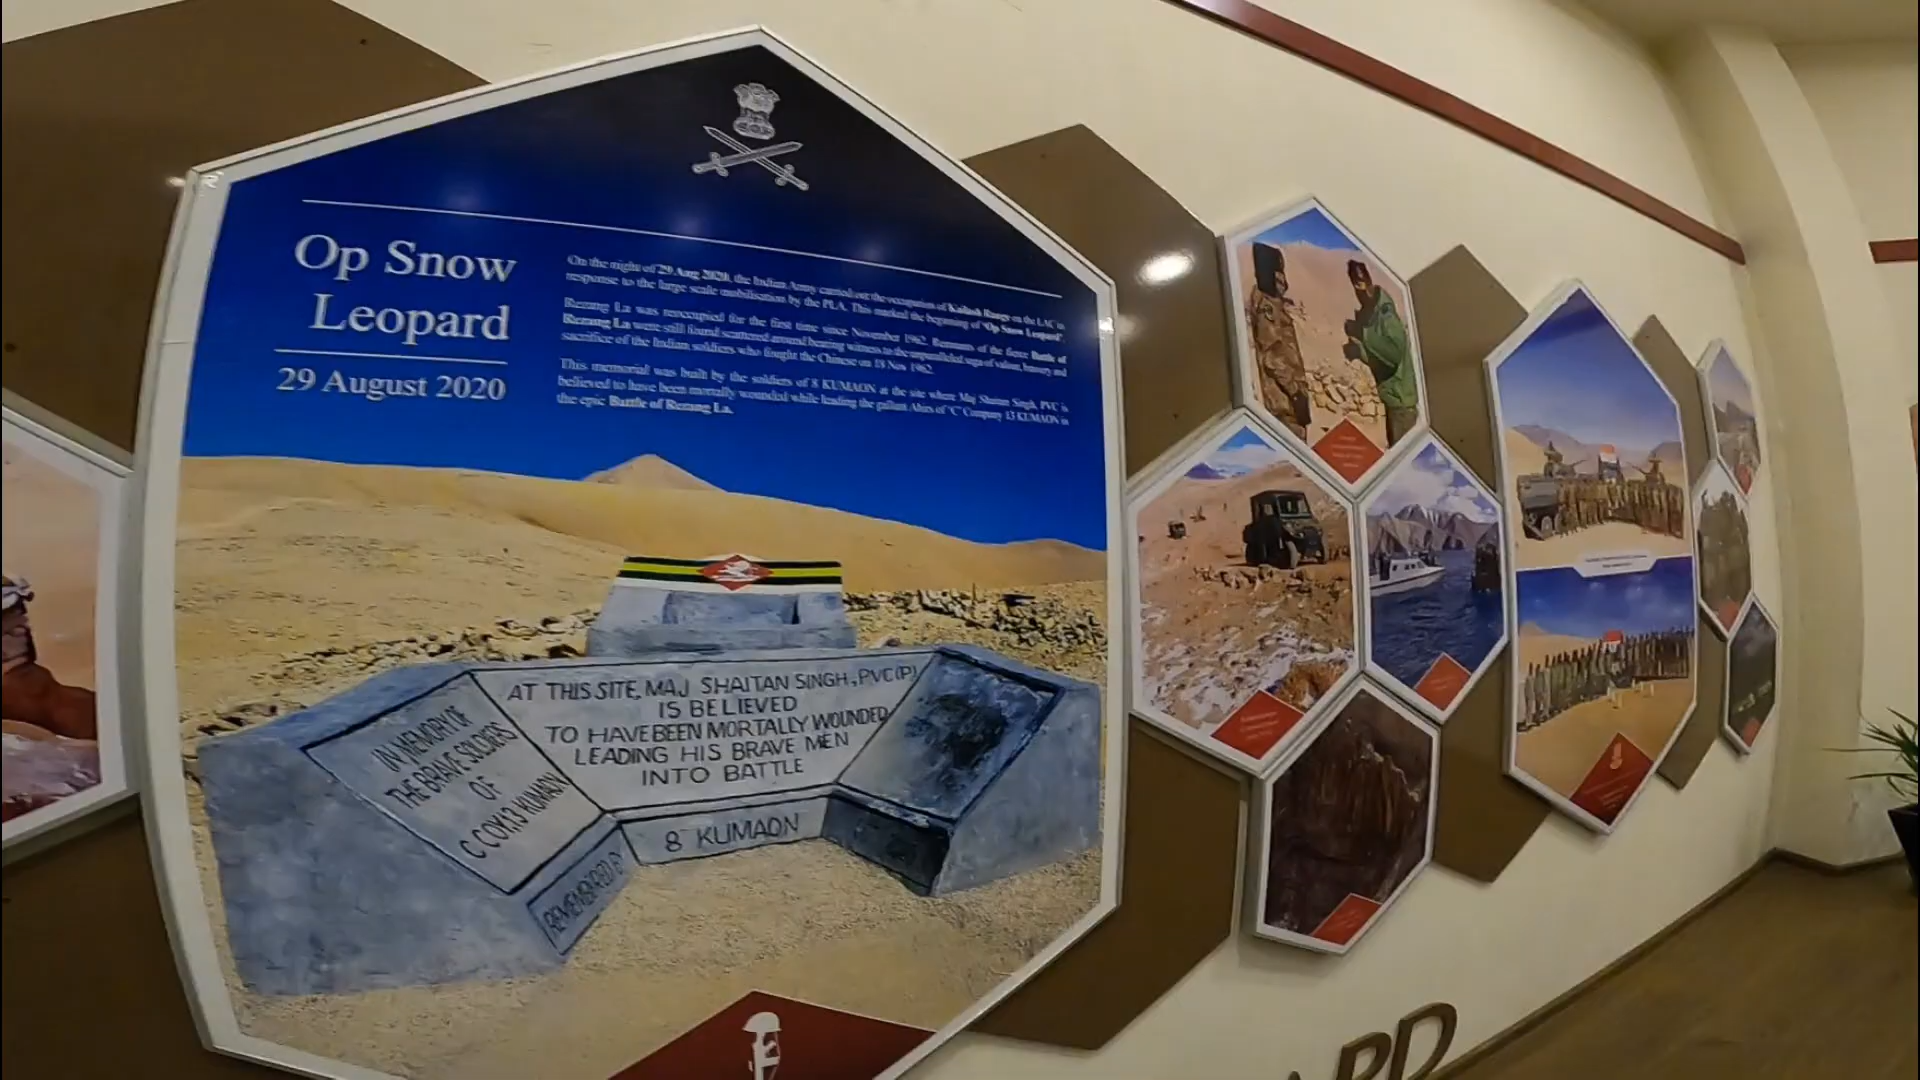 Op Snow
Leopard
29 August 2020
On the night of 29 Aug 2020, the Indian Army carried out the occupation of Kailash Range on the LAC in
response to the large scale mobilisation by the PLA. This marked the beginning of 'Op Snow Leopard'.
Rezang La was reoccupied for the first time since November 1962. Remnants of the fierce Battle of
Rezang La were still found scattered around bearing witness to the unparalleled saga of valour, bravery and
sacrifice of the Indian soldiers who fought the Chinese on 18 Nov 1962.
This memorial was built by the soldiers of 8 KUMAON at the site where Maj Shaitan Singh, PVC is
believed to have been mortally wounded while leading the gallant Ahirs of 'C' Company 13 KUMAON in
the epic Battle of Rezang La.
IN MEMORY OF
THE BRAVE SOLDIERS
OF
C COY,13 KUMAON
AT THIS SITE, MAJ SHAITAN SINGH, PVC(P)
IS BELIEVED
TO HAVE BEEN MORTALLY WOUNDED
LEADING HIS BRAVE MEN
INTO BATTLE
REMEMBERED BY
8 KUMAON
ARD